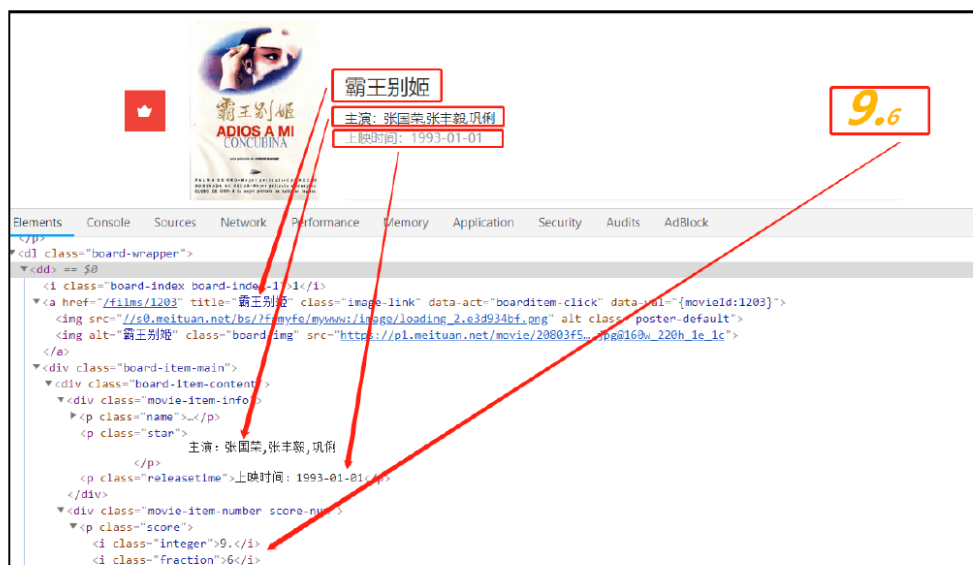 霸王别姬
主演：张国荣,张丰毅,巩俐
上映时间：1993-01-01
9.6
霸王别姬
ADIOS A MI
CONCUBINA
Elements Console Sources Network Performance Memory Application Security Audits AdBlock
</p>
▼<dl class="board-wrapper">
▼<dd> == $0
<i class="board-index board-index-1">1</i>
▼<a href="/films/1203" title="霸王别姬" class="image-link" data-act="boarditem-click" data-val="{movieId:1203}">
<img src="//s0.meituan.net/bs/?f=myfe/mywww:/image/loading_2.e3d934bf.png" alt class="poster-default">
<img alt="霸王别姬" class="board-img" src="https://p1.meituan.net/movie/20803f5….jpg@160w_220h_1e_1c">
</a>
▼<div class="board-item-main">
▼<div class="board-item-content">
▼<div class="movie-item-info">
▶<p class="name">…</p>
<p class="star">
主演：张国荣,张丰毅,巩俐
</p>
<p class="releasetime">上映时间：1993-01-01</p>
</div>
▼<div class="movie-item-number score-num">
▼<p class="score">
<i class="integer">9.</i>
<i class="fraction">6</i>